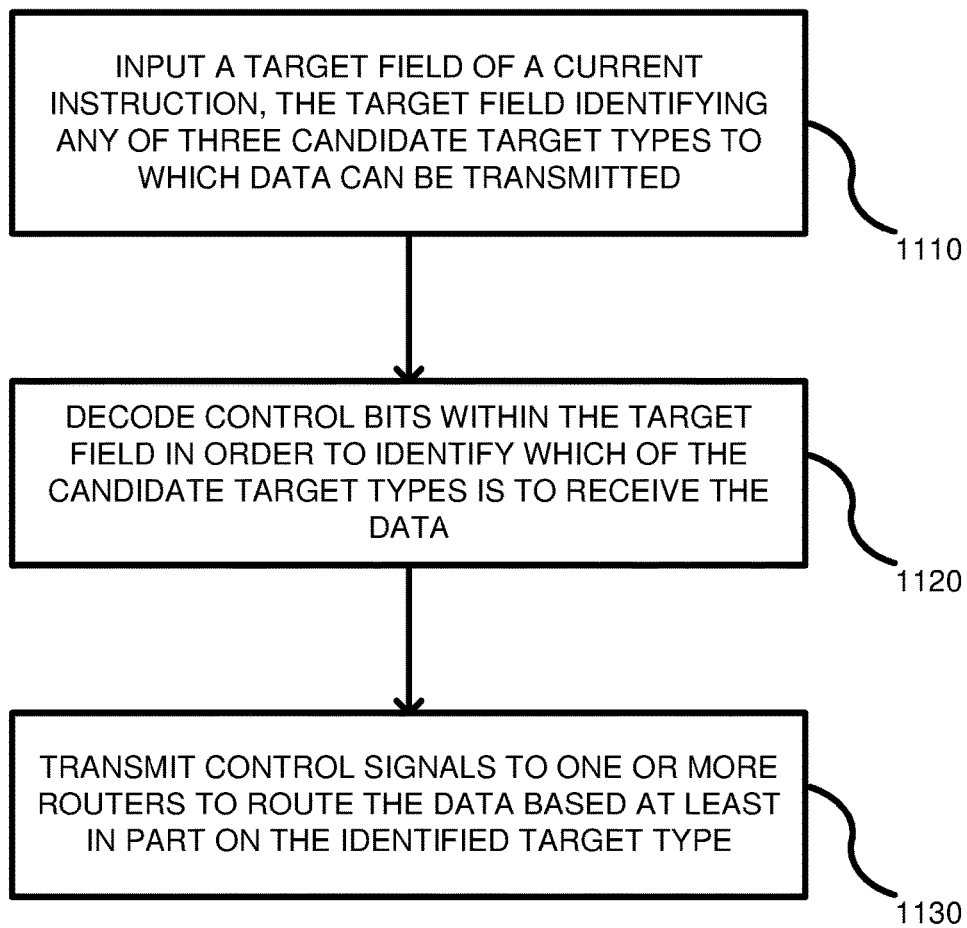 INPUT A TARGET FIELD OF A CURRENT
INSTRUCTION, THE TARGET FIELD IDENTIFYING
ANY OF THREE CANDIDATE TARGET TYPES TO
WHICH DATA CAN BE TRANSMITTED
1110
DECODE CONTROL BITS WITHIN THE TARGET
FIELD IN ORDER TO IDENTIFY WHICH OF THE
CANDIDATE TARGET TYPES IS TO RECEIVE THE
DATA
1120
TRANSMIT CONTROL SIGNALS TO ONE OR MORE
ROUTERS TO ROUTE THE DATA BASED AT LEAST
IN PART ON THE IDENTIFIED TARGET TYPE
1130